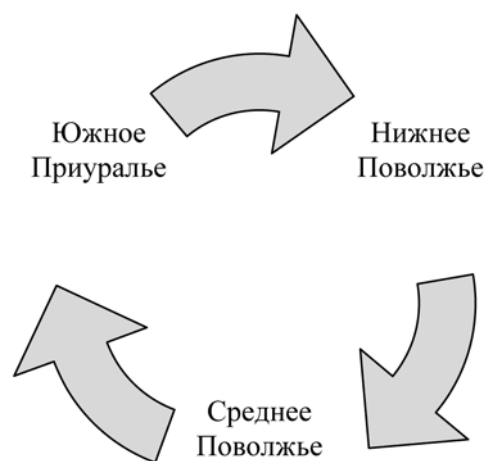 Южное
Приуралье
Нижнее
Поволжье
Среднее
Поволжье